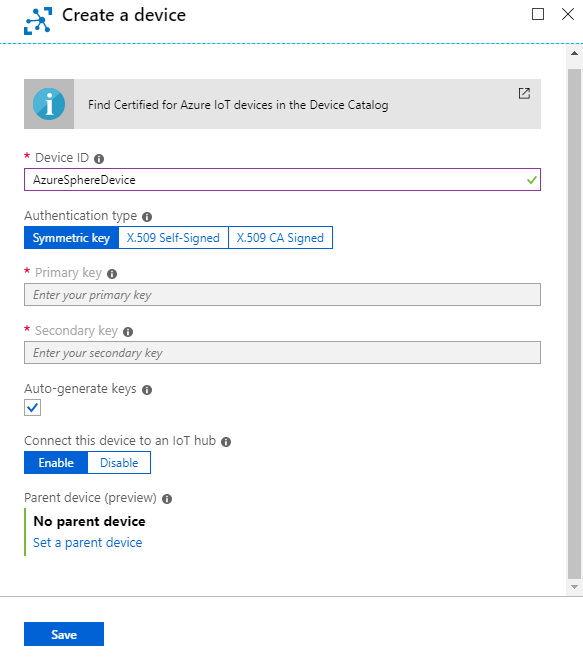 Create a device
Find Certified for Azure IoT devices in the Device Catalog
* Device ID
AzureSphereDevice
Authentication type
Symmetric key X.509 Self-Signed X.509 CA Signed
* Primary key
Enter your primary key
* Secondary key
Enter your secondary key
Auto-generate keys
Connect this device to an IoT hub
Enable Disable
Parent device (preview)
No parent device
Set a parent device
Save